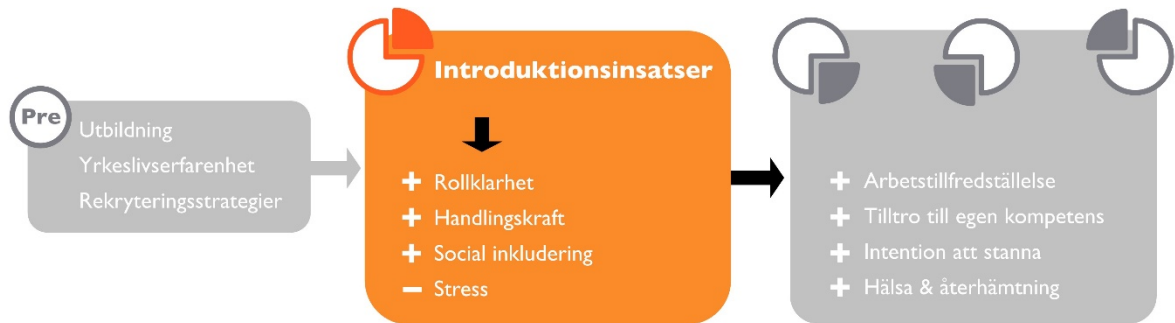 Pre
Utbildning
Yrkeslivserfarenhet
Rekryteringsstrategier
Introduktionsinsatser
+ Rollklarhet
+ Handlingskraft
+ Social inkludering
− Stress
+ Arbetstillfredställelse
+ Tilltro till egen kompetens
+ Intention att stanna
+ Hälsa & återhämtning